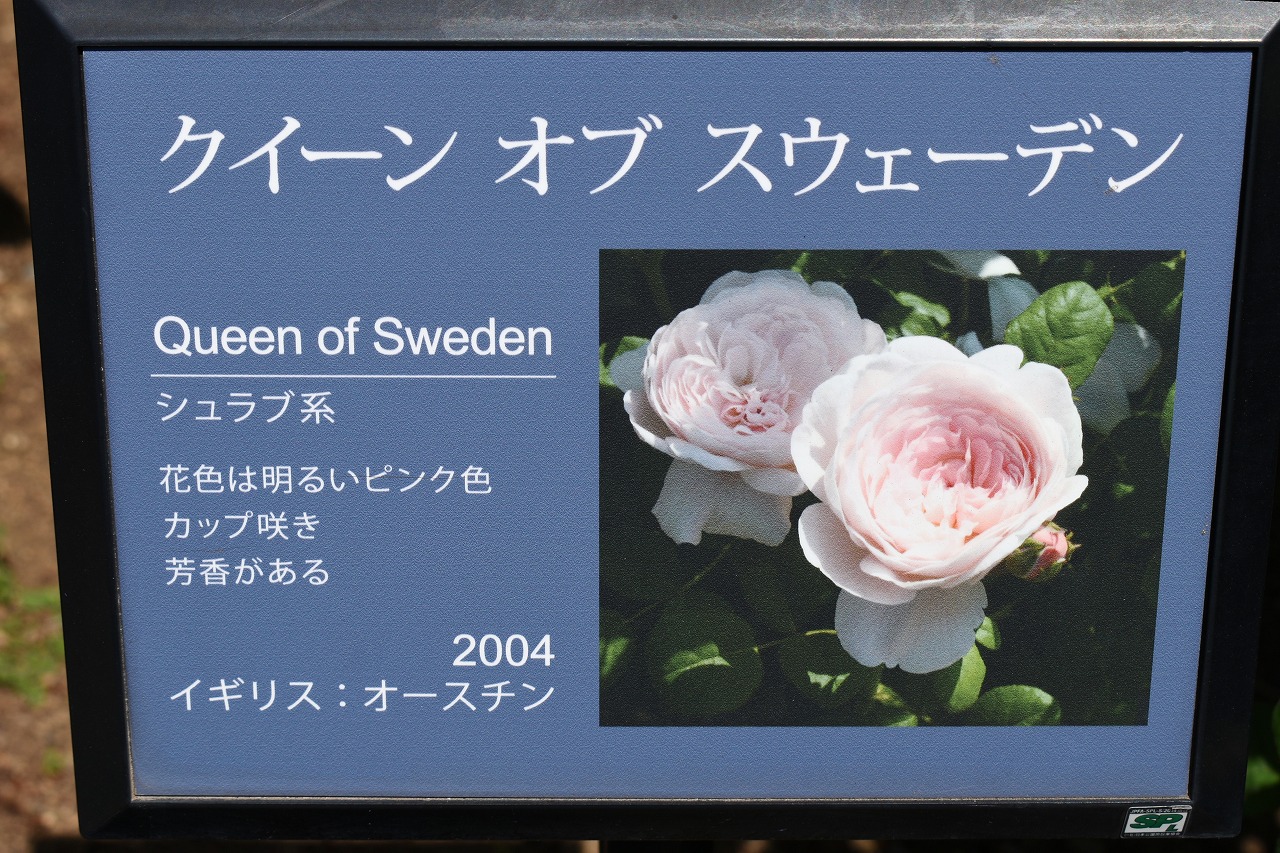 クイーン オブ スウェーデン
Queen of Sweden
シュラブ系
花色は明るいピンク色
カップ咲き
芳香がある
2004
イギリス：オースチン
SP